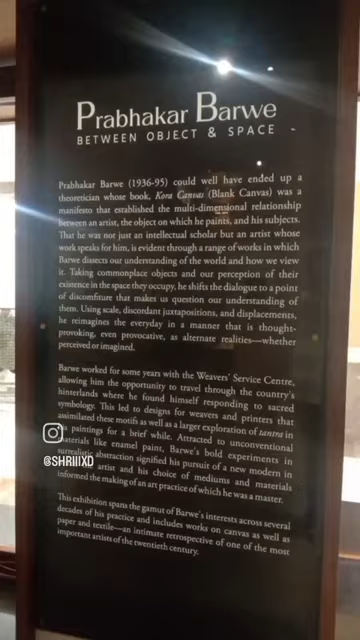 Prabhakar Barwe
BETWEEN OBJECT & SPACE -
Prabhakar Barwe (1936-95) could well have ended up a
theoretician whose book, Kora Canvas (Blank Canvas) was a
manifesto that established the multi-dimensional relationship
between an artist, the object on which he paints, and his subjects.
That he was not just an intellectual scholar but an artist whose
work speaks for him, is evident through a range of works in which
Barwe dissects our understanding of the world and how we view
it. Taking commonplace objects and our perception of their
existence in the space they occupy, he shifts the dialogue to a point
of discomfiture that makes us question our understanding of
them. Using scale, discordant juxtapositions, and displacements,
he reimagines the everyday in a manner that is thought-
provoking, even provocative, as alternate realities—whether
perceived or imagined.
Barwe worked for some years with the Weavers' Service Centre,
allowing him the opportunity to travel through the country's
hinterlands where he found himself responding to sacred
symbology. This led to designs for weavers and printers that
assimilated these motifs as well as a larger exploration of tantra in
paintings for a brief while. Attracted to unconventional
materials like enamel paint, Barwe's bold experiments in
surrealistic abstraction signified his pursuit of a new modern in
artist and his choice of mediums and materials
informed the making of an art practice of which he was a master.
@SHRIIIXD
This exhibition spans the gamut of Barwe's interests across several
decades of his practice and includes works on canvas as well as
paper and textile—an intimate retrospective of one of the most
important artists of the twentieth century.